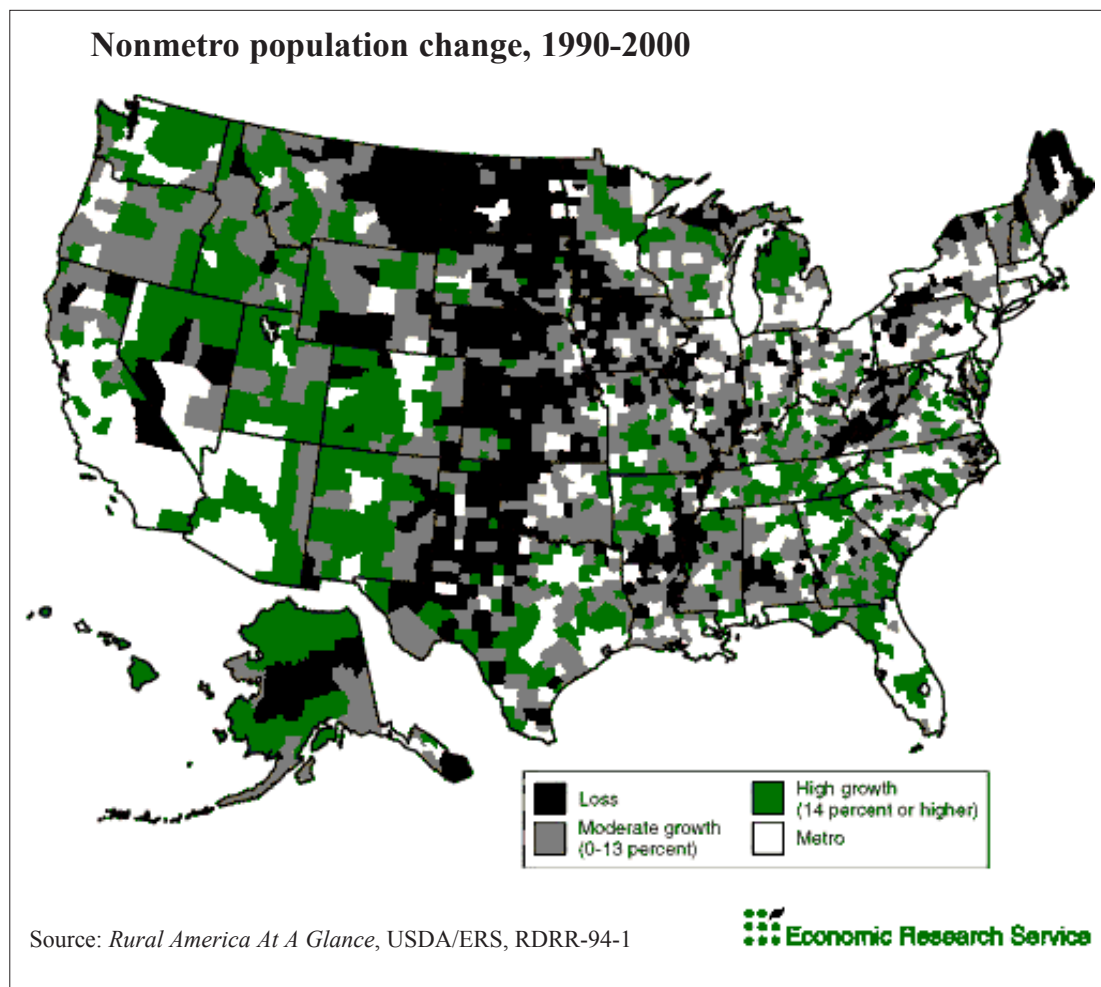 Nonmetro population change, 1990-2000
Loss
Moderate growth
(0-13 percent)
High growth
(14 percent or higher)
Metro
Source: Rural America At A Glance, USDA/ERS, RDRR-94-1
Economic Research Service